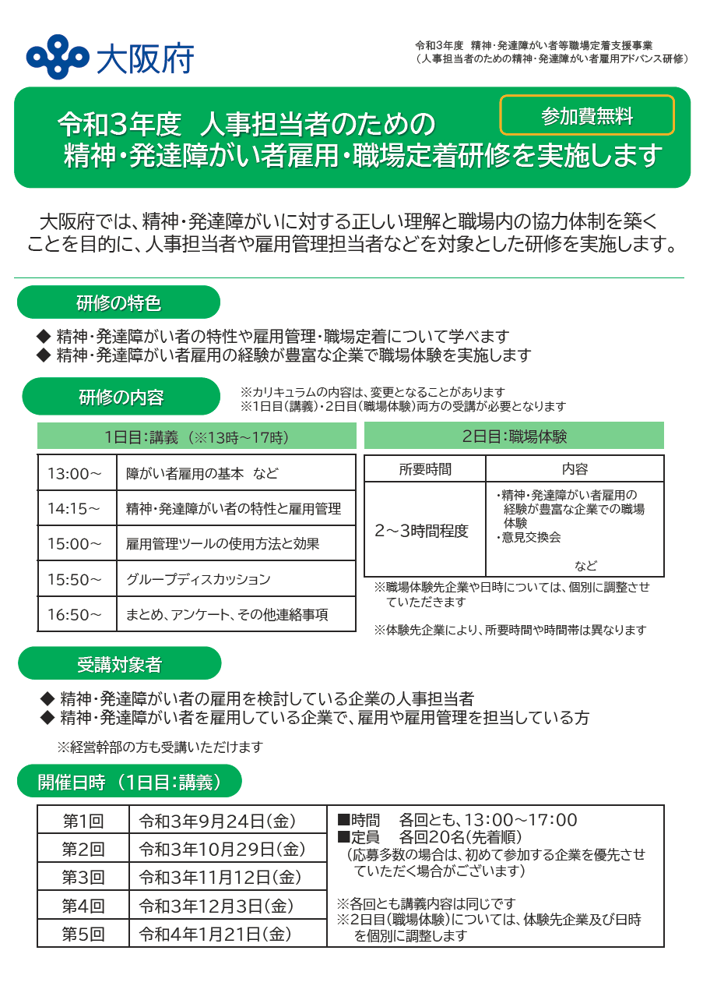 大阪府
令和3年度　精神・発達障がい者等職場定着支援事業
（人事担当者のための精神・発達障がい者雇用アドバンス研修）
令和3年度　人事担当者のための
参加費無料
精神・発達障がい者雇用・職場定着研修を実施します
大阪府では、精神・発達障がいに対する正しい理解と職場内の協力体制を築く
ことを目的に、人事担当者や雇用管理担当者などを対象とした研修を実施します。
研修の特色
◆ 精神・発達障がい者の特性や雇用管理・職場定着について学べます
◆ 精神・発達障がい者雇用の経験が豊富な企業で職場体験を実施します
研修の内容
※カリキュラムの内容は、変更となることがあります
※1日目（講義）・2日目（職場体験）両方の受講が必要となります
1日目：講義　（※13時～17時）
13:00～　障がい者雇用の基本　など
14:15～　精神・発達障がい者の特性と雇用管理
15:00～　雇用管理ツールの使用方法と効果
15:50～　グループディスカッション
16:50～　まとめ、アンケート、その他連絡事項
2日目：職場体験
所要時間　内容
2～3時間程度
・精神・発達障がい者雇用の
経験が豊富な企業での職場
体験
・意見交換会
など
※職場体験先企業や日時については、個別に調整させ
ていただきます
※体験先企業により、所要時間や時間帯は異なります
受講対象者
◆ 精神・発達障がい者の雇用を検討している企業の人事担当者
◆ 精神・発達障がい者を雇用している企業で、雇用や雇用管理を担当している方
※経営幹部の方も受講いただけます
開催日時　（1日目：講義）
第1回　令和3年9月24日（金）
第2回　令和3年10月29日（金）
第3回　令和3年11月12日（金）
第4回　令和3年12月3日（金）
第5回　令和4年1月21日（金）
■時間　各回とも、13：00～17：00
■定員　各回20名（先着順）
（応募多数の場合は、初めて参加する企業を優先させ
ていただく場合がございます）
※各回とも講義内容は同じです
※2日目（職場体験）については、体験先企業及び日時
を個別に調整します